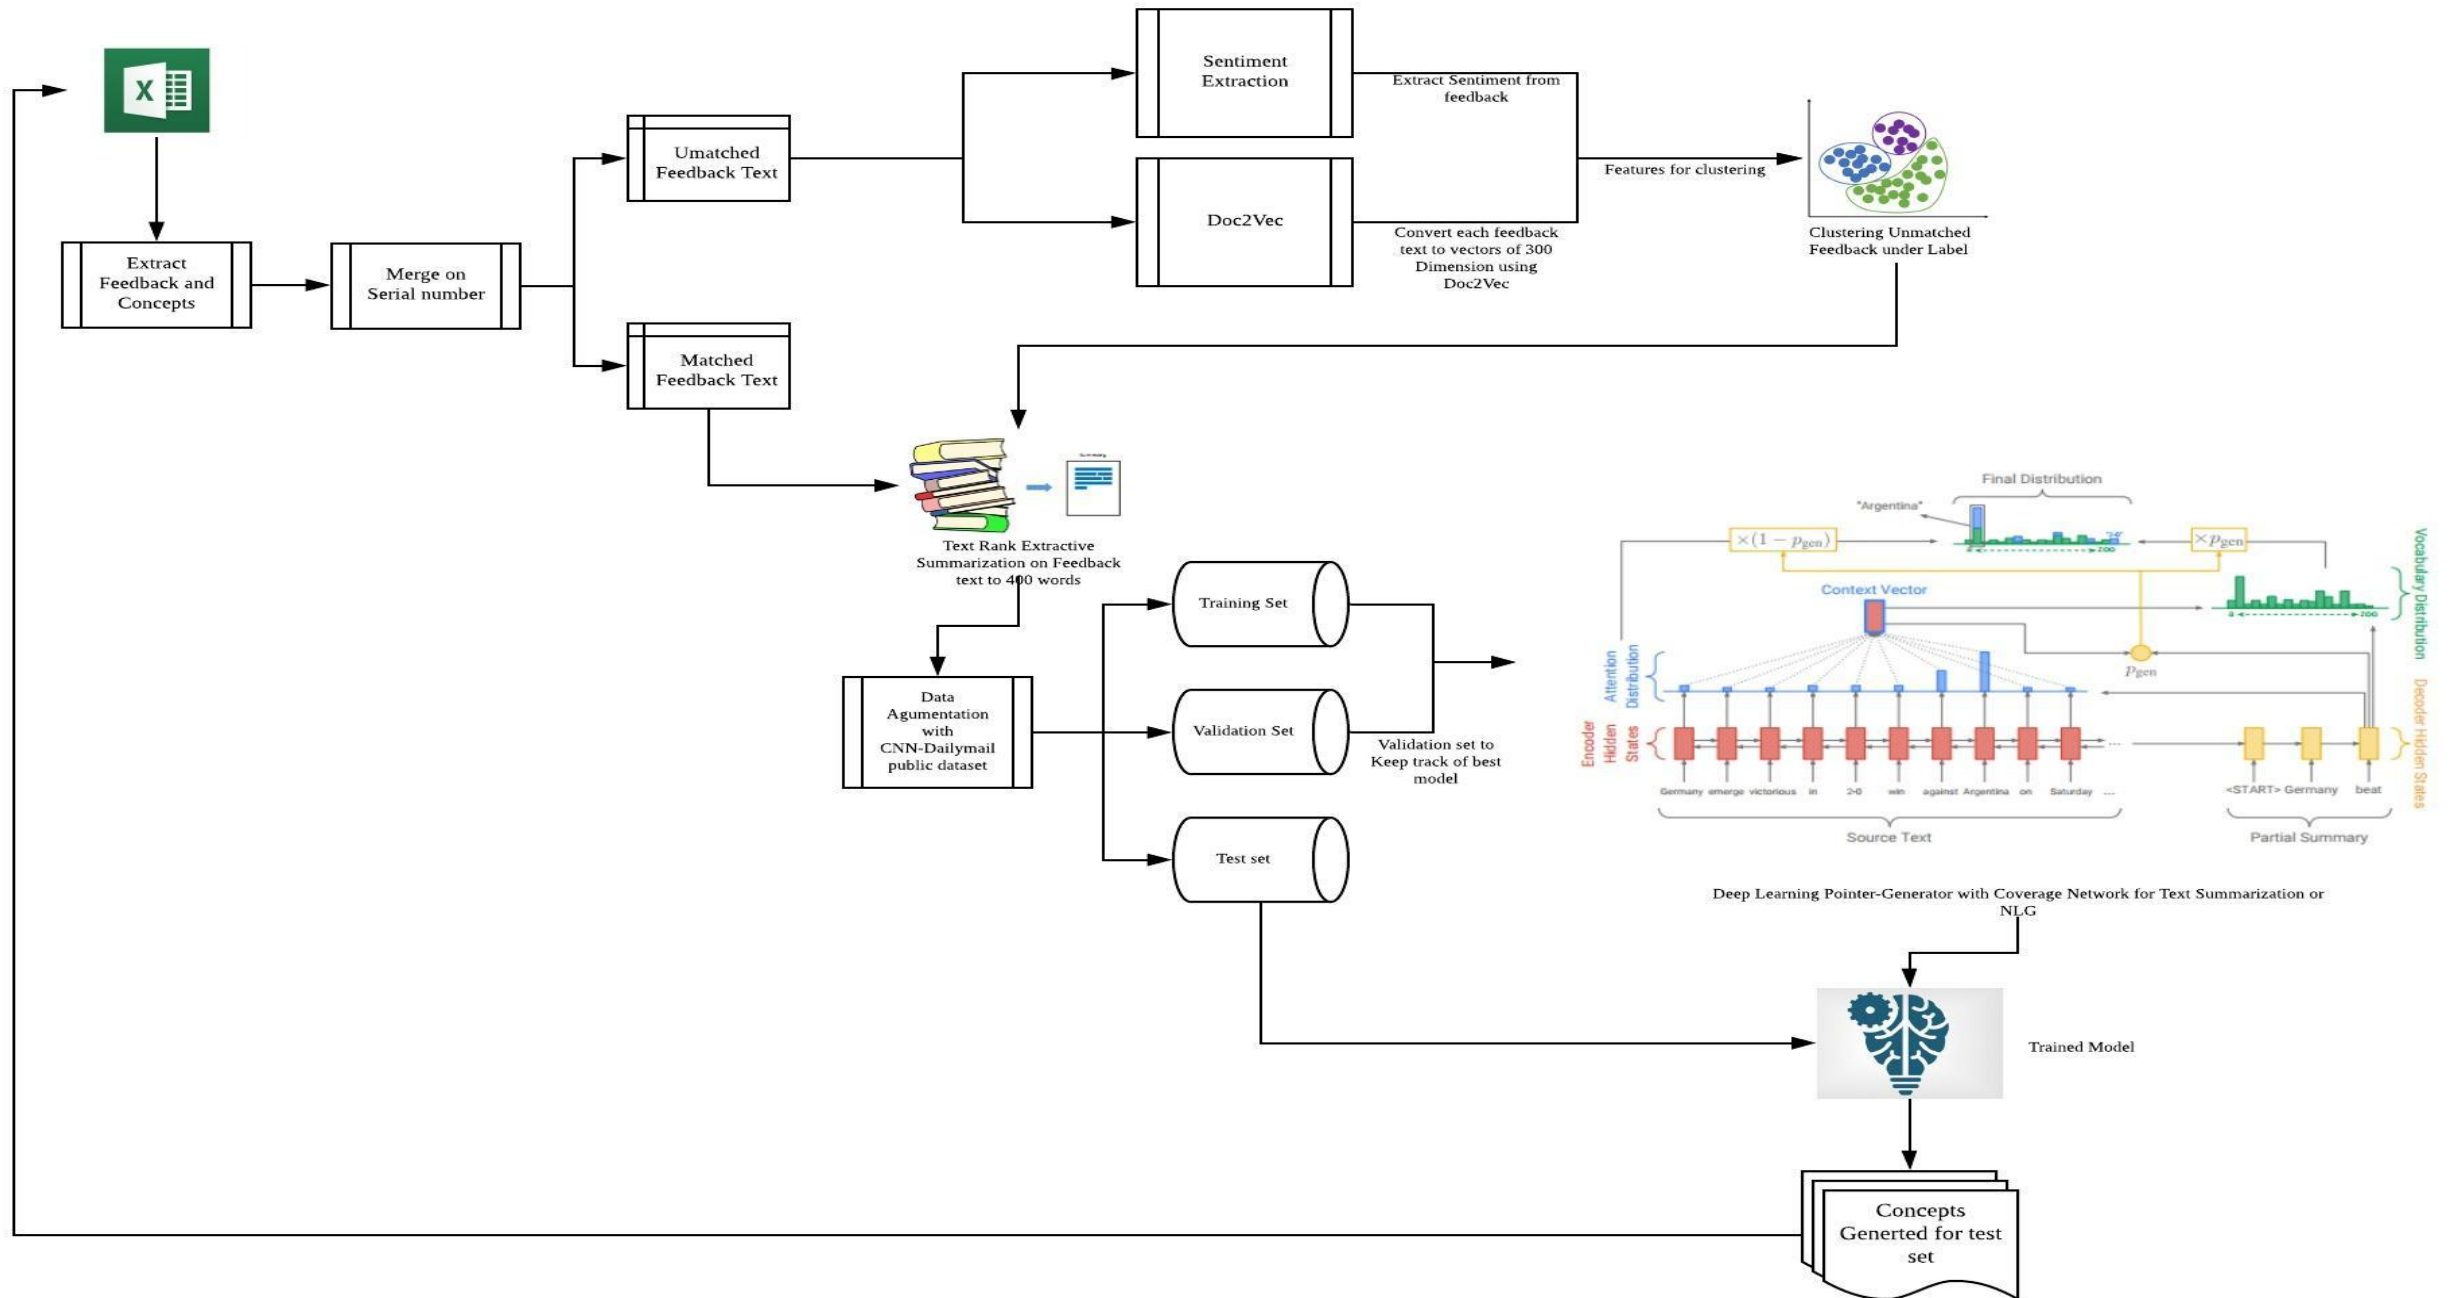 X
Extract
Feedback and
Concepts
Merge on
Serial number
Umatched
Feedback Text
Matched
Feedback Text
Sentiment
Extraction
Extract Sentiment from
feedback
Doc2Vec
Convert each feedback
text to vectors of 300
Dimension using
Doc2Vec
Features for clustering
Clustering Unmatched
Feedback under Label
Text Rank Extractive
Summarization on Feedback
text to 400 words
Data
Agumentation
with
CNN-Dailymail
public dataset
Training Set
Validation Set
Test set
Validation set to
Keep track of best
model
Final Distribution
"Argentina"
×(1 − pgen)
×pgen
a
zoo
Context Vector
a
zoo
Vocabulary Distribution
Attention
Distribution
pgen
Encoder
Hidden
States
...
Decoder Hidden States
Germany emerge victorious in 2-0 win against Argentina on Saturday ...
<START> Germany beat
Source Text
Partial Summary
Deep Learning Pointer-Generator with Coverage Network for Text Summarization or
NLG
Trained Model
Concepts
Generted for test
set